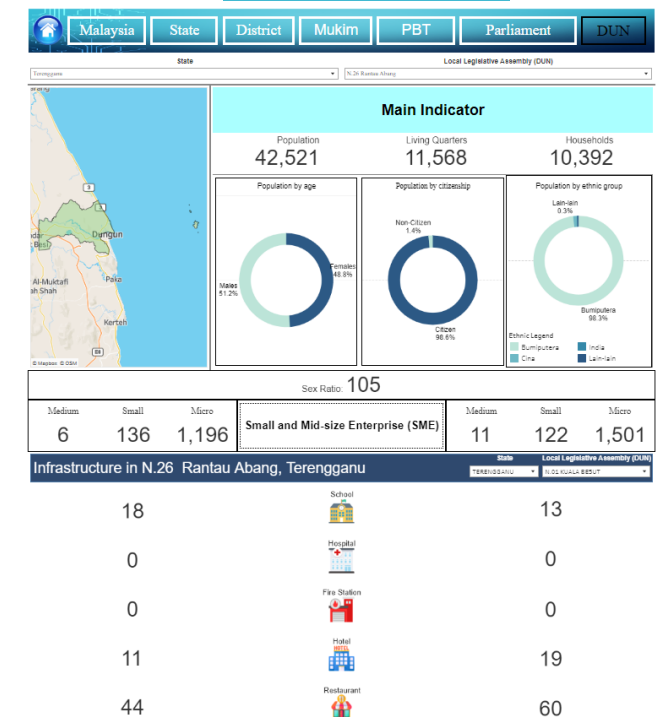 Malaysia State District Mukim PBT Parliament DUN
State Local Legislative Assembly (DUN)
Terengganu N.26 Rantau Abang
Main Indicator
Population Living Quarters Households
42,521 11,568 10,392
Population by age
Males
51.2%
Females
48.8%
Population by citizenship
Non-Citizen
1.4%
Citizen
98.6%
Population by ethnic group
Lain-lain
0.3%
Bumiputera
98.3%
Ethnic Legend
Bumiputera India
Cina Lain-lain
3
3
Dungun
Al-Muktafi
Paka
Kerteh
© Mapbox © OSM
Sex Ratio: 105
Medium Small Micro
6 136 1,196
Small and Mid-size Enterprise (SME)
Medium Small Micro
11 122 1,501
Infrastructure in N.26 Rantau Abang, Terengganu
State Local Legislative Assembly (DUN)
TERENGGANU N.02 KUALA BESUT
School
18 13
Hospital
0 0
Fire Station
0 0
Hotel
HOTEL
11 19
Restaurant
44 60